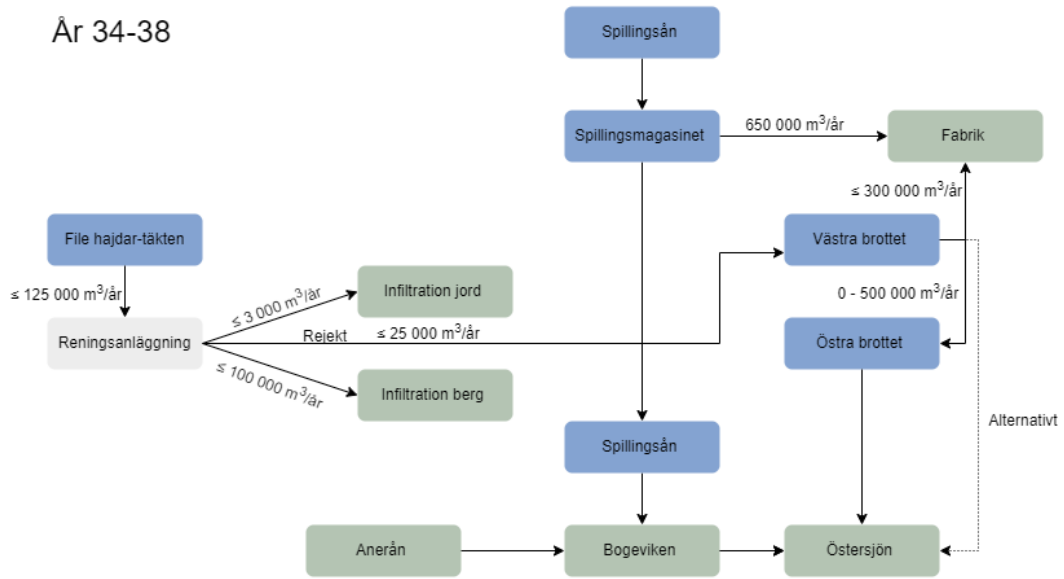 År 34-38
Spillingsån
Spillingsmagasinet
650 000 m³/år
Fabrik
≤ 300 000 m³/år
File hajdar-täkten
Västra brottet
≤ 125 000 m³/år
0 - 500 000 m³/år
≤ 3 000 m³/år
Infiltration jord
Reningsanläggning
Rejekt
≤ 25 000 m³/år
Östra brottet
≤ 100 000 m³/år
Infiltration berg
Alternativt
Spillingsån
Anerån
Bogeviken
Östersjön